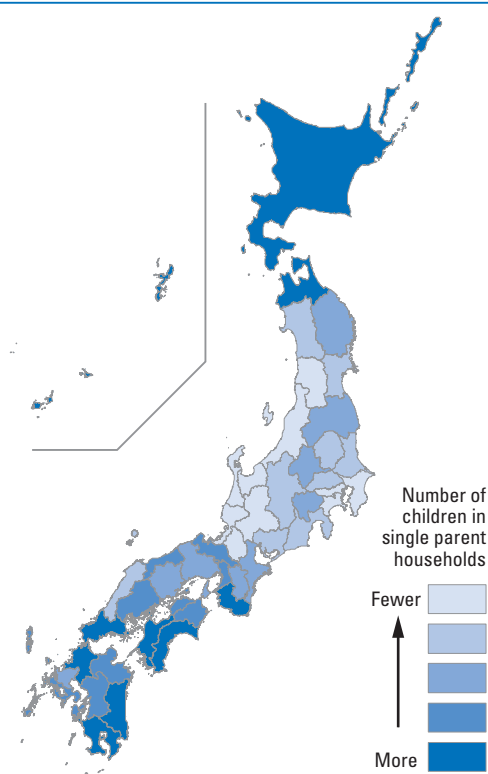 Number of
children in
single parent
households
Fewer
More